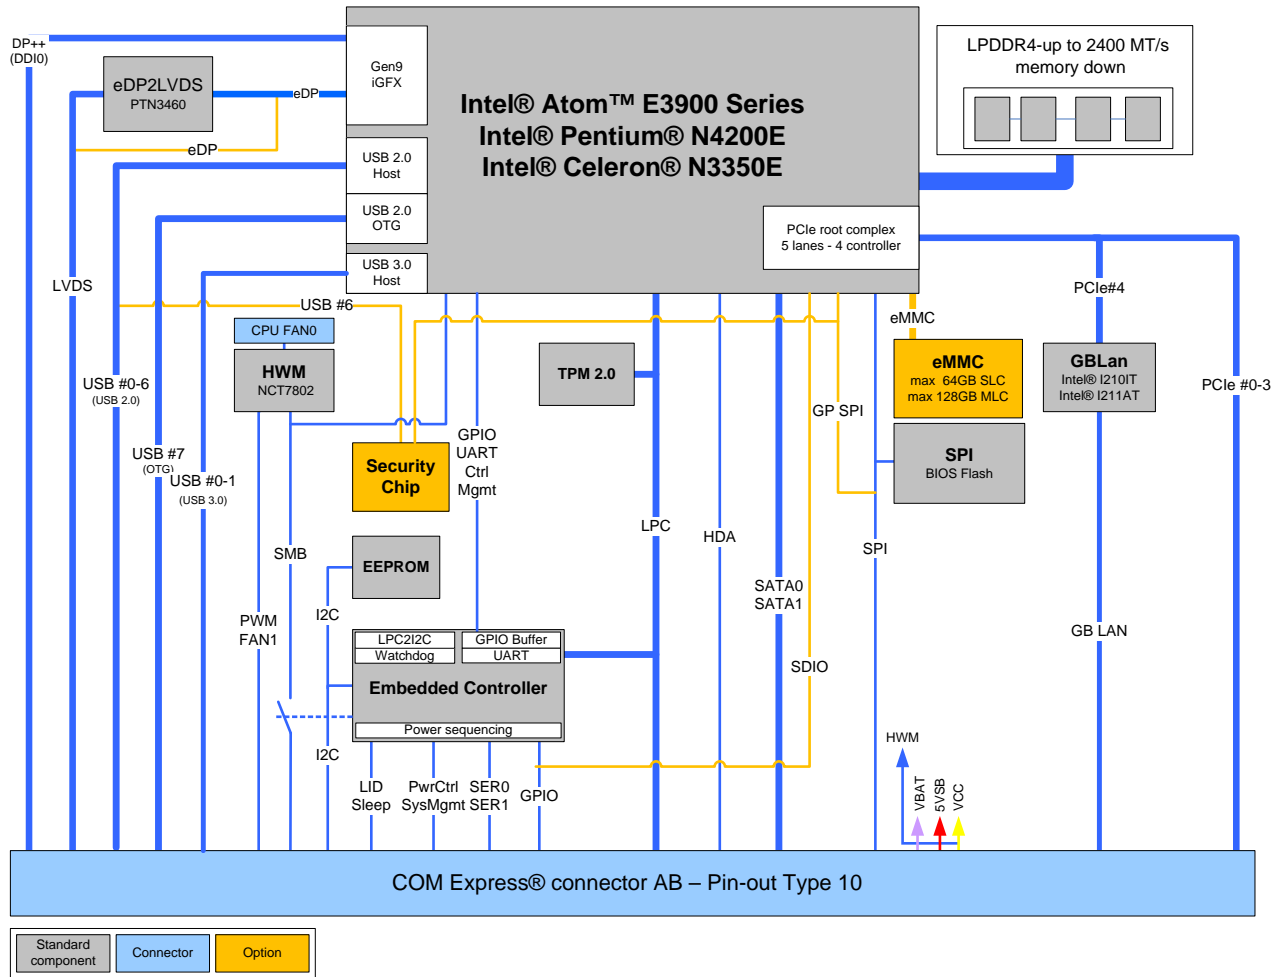 DP++
(DDI0)
eDP2LVDS
PTN3460
eDP
eDP
Gen9
iGFX
USB 2.0
Host
USB 2.0
OTG
USB 3.0
Host
Intel® Atom™ E3900 Series
Intel® Pentium® N4200E
Intel® Celeron® N3350E
PCIe root complex
5 lanes - 4 controller
LPDDR4-up to 2400 MT/s
memory down
LVDS
USB #6
CPU FAN0
HWM
NCT7802
USB #0-6
(USB 2.0)
USB #7
(OTG)
USB #0-1
(USB 3.0)
Security
Chip
GPIO
UART
Ctrl
Mgmt
TPM 2.0
eMMC
eMMC
max 64GB SLC
max 128GB MLC
GP SPI
SPI
BIOS Flash
PCIe#4
GBLan
Intel® I210IT
Intel® I211AT
PCIe #0-3
SMB
EEPROM
I2C
PWM
FAN1
LPC
HDA
SATA0
SATA1
SPI
SDIO
GB LAN
LPC2I2C
Watchdog
GPIO Buffer
UART
Embedded Controller
Power sequencing
I2C
LID
Sleep
PwrCtrl
SysMgmt
SER0
SER1
GPIO
HWM
VBAT
5VSB
VCC
COM Express® connector AB – Pin-out Type 10
Standard
component
Connector
Option